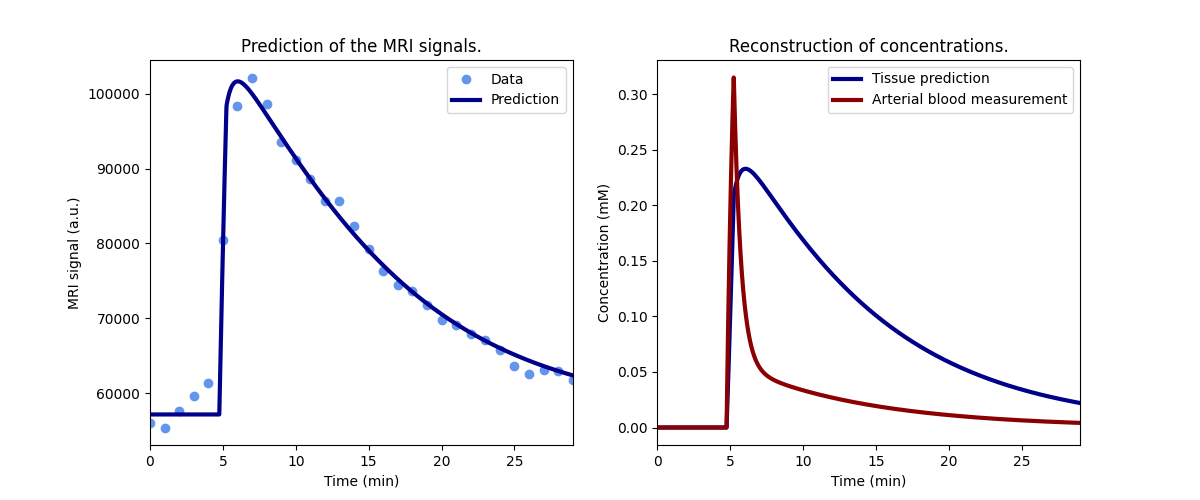 Prediction of the MRI signals.
MRI signal (a.u.)
100000
90000
80000
70000
60000
Data
Prediction
0 5 10 15 20 25
Time (min)
Reconstruction of concentrations.
Concentration (mM)
0.30
0.25
0.20
0.15
0.10
0.05
0.00
Tissue prediction
Arterial blood measurement
0 5 10 15 20 25
Time (min)